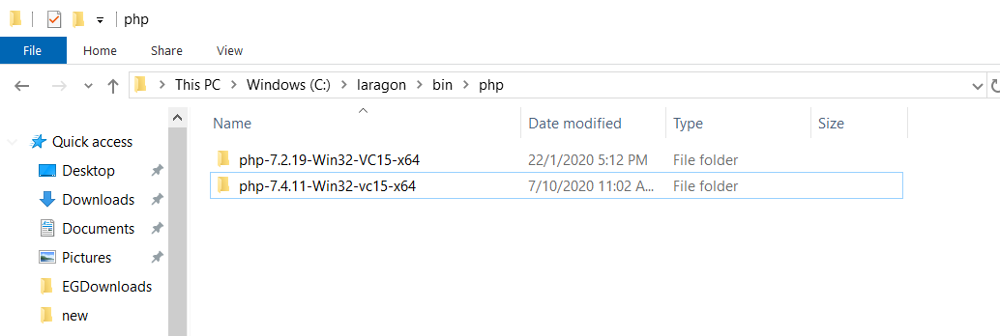 php
File Home Share View
This PC > Windows (C:) > laragon > bin > php
Name Date modified Type Size
Quick access
Desktop
Downloads
Documents
Pictures
EGDownloads
new
php-7.2.19-Win32-VC15-x64 22/1/2020 5:12 PM File folder
php-7.4.11-Win32-vc15-x64 7/10/2020 11:02 A... File folder